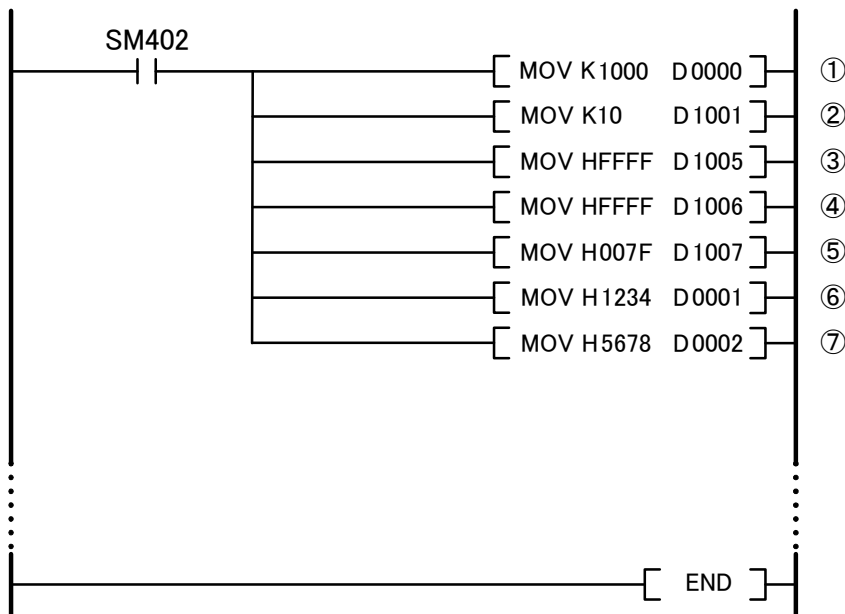 SM402
MOV K1000 D0000 ①
MOV K10 D1001 ②
MOV HFFFF D1005 ③
MOV HFFFF D1006 ④
MOV H007F D1007 ⑤
MOV H1234 D0001 ⑥
MOV H5678 D0002 ⑦
END